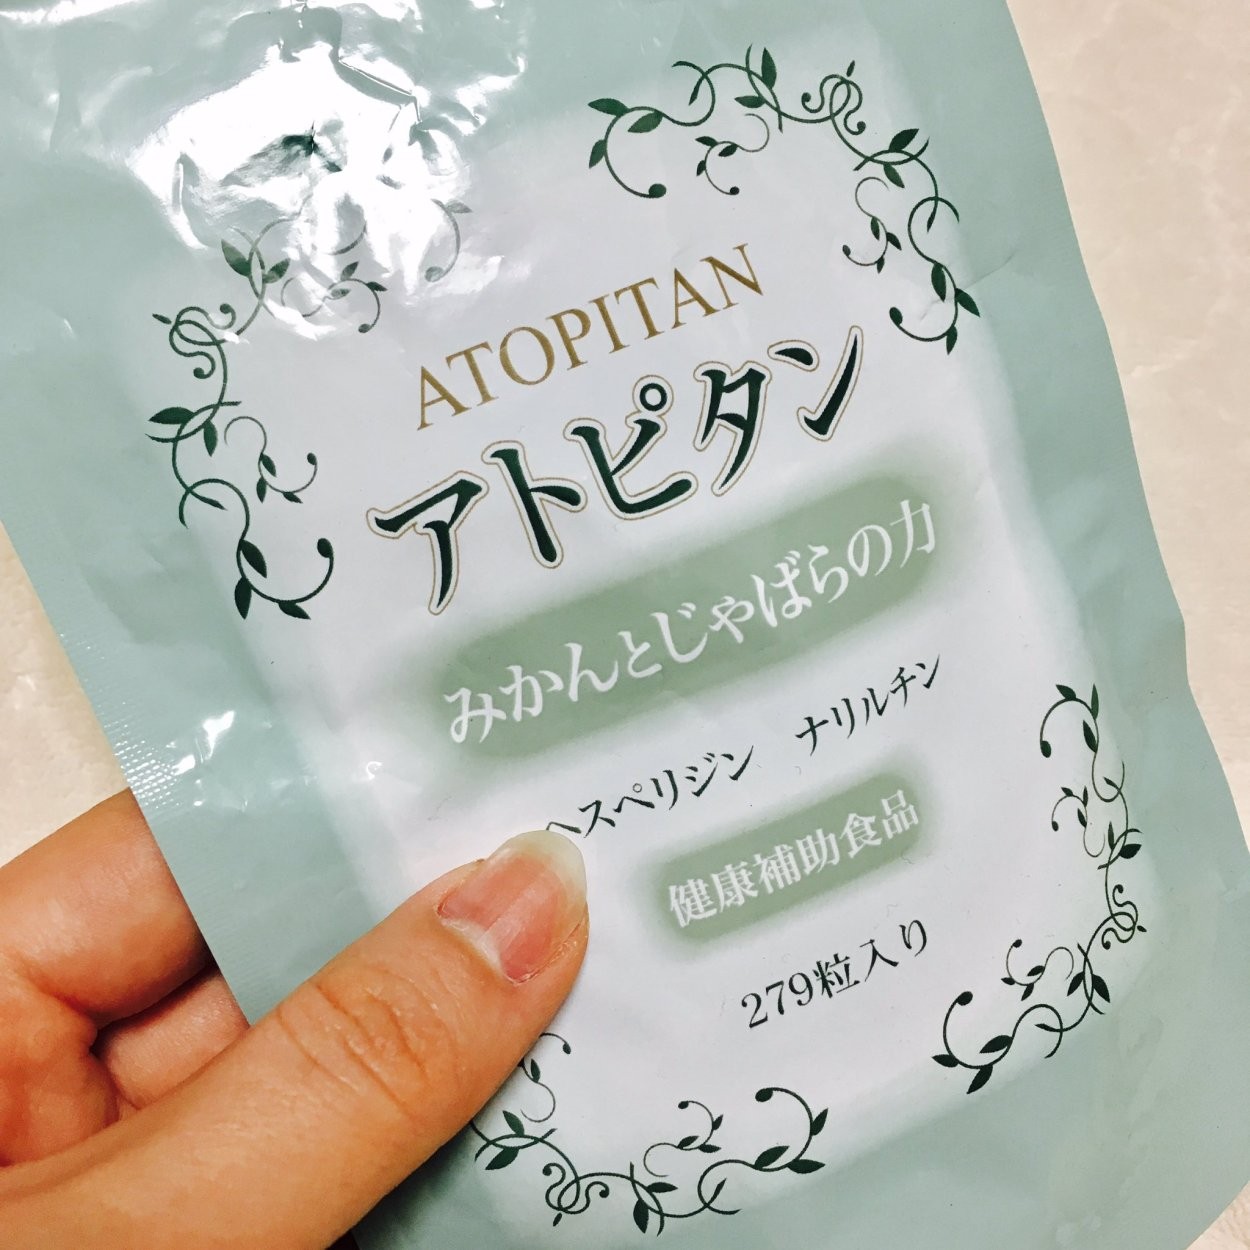 ATOPITAN
アトピタン
みかんとじゃばらの力
ヘスペリジン　ナリルチン
健康補助食品
279粒入り